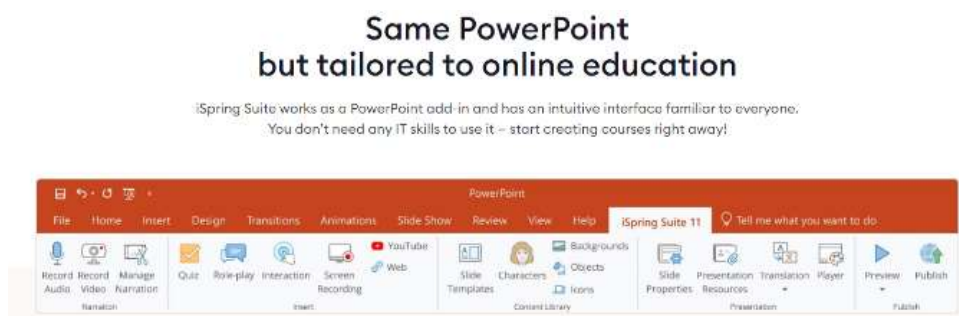 Same PowerPoint
but tailored to online education
iSpring Suite works as a PowerPoint add-in and has an intuitive interface familiar to everyone.
You don't need any IT skills to use it – start creating courses right away!
PowerPoint
File Home Insert Design Transitions Animations Slide Show Review View Help iSpring Suite 11 Tell me what you want to do
Record Audio
Record Video
Manage Narration
Narration
Quiz
Role-play
Interaction
Screen Recording
YouTube
Web
Insert
Slide Templates
Characters
Backgrounds
Objects
Icons
Content Library
Slide Properties
Presentation Resources
Translation
Player
Presentation
Preview
Publish
Publish